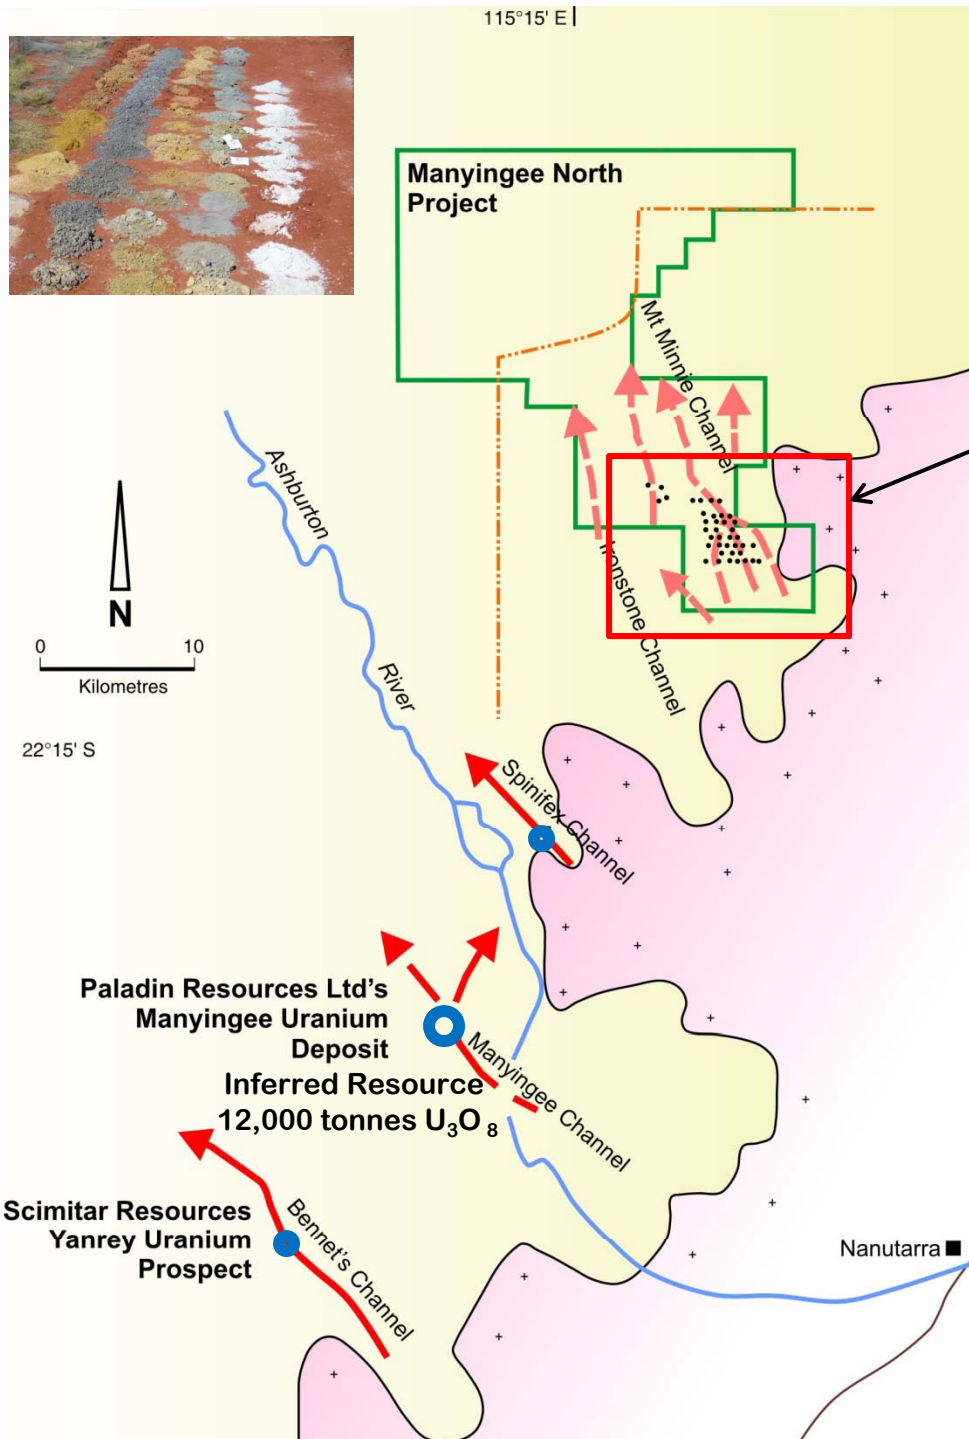 115°15' E
Manyingee North
Project
Mt Minnie Channel
Ashburton
River
N
0 10
Kilometres
Ironstone Channel
22°15' S
Spinifex Channel
Paladin Resources Ltd's
Manyingee Uranium
Deposit
Inferred Resource
12,000 tonnes U₃O₈
Manyingee Channel
Scimitar Resources
Yanrey Uranium
Prospect
Bennet's Channel
Nanutarra